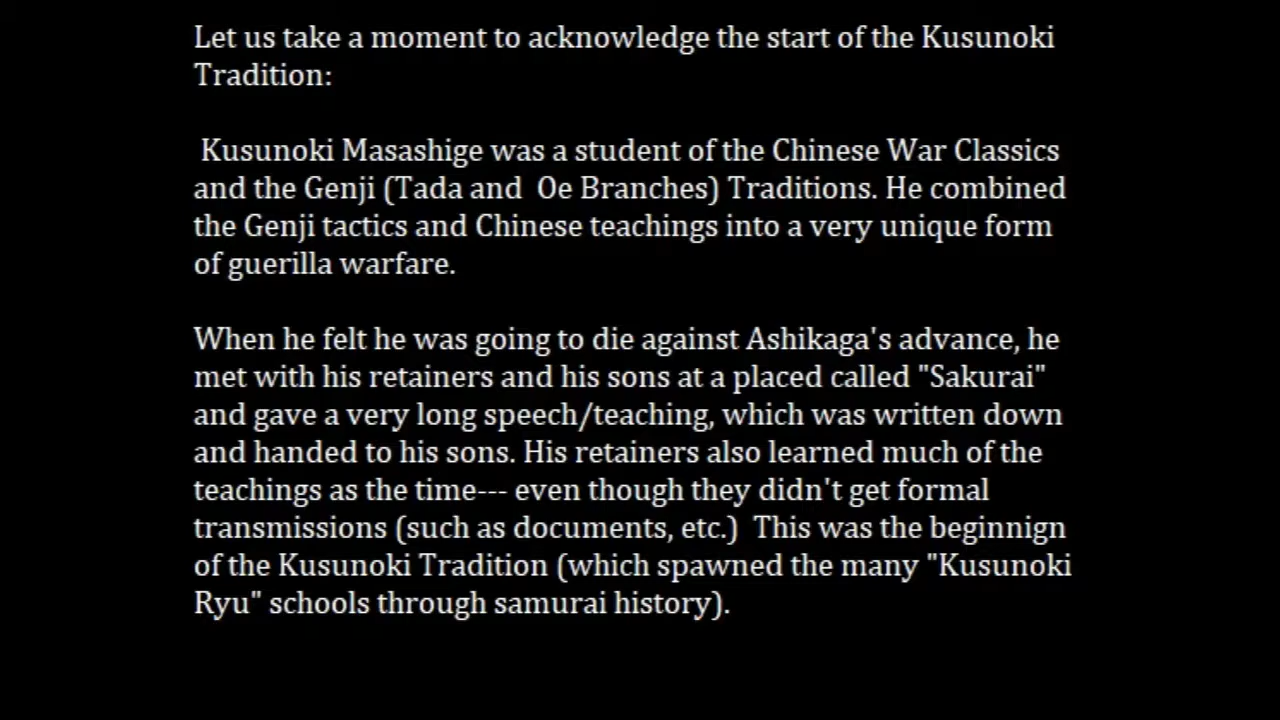 Let us take a moment to acknowledge the start of the Kusunoki
Tradition:
Kusunoki Masashige was a student of the Chinese War Classics
and the Genji (Tada and Oe Branches) Traditions. He combined
the Genji tactics and Chinese teachings into a very unique form
of guerilla warfare.
When he felt he was going to die against Ashikaga's advance, he
met with his retainers and his sons at a placed called "Sakurai"
and gave a very long speech/teaching, which was written down
and handed to his sons. His retainers also learned much of the
teachings as the time--- even though they didn't get formal
transmissions (such as documents, etc.) This was the beginnign
of the Kusunoki Tradition (which spawned the many "Kusunoki
Ryu" schools through samurai history).